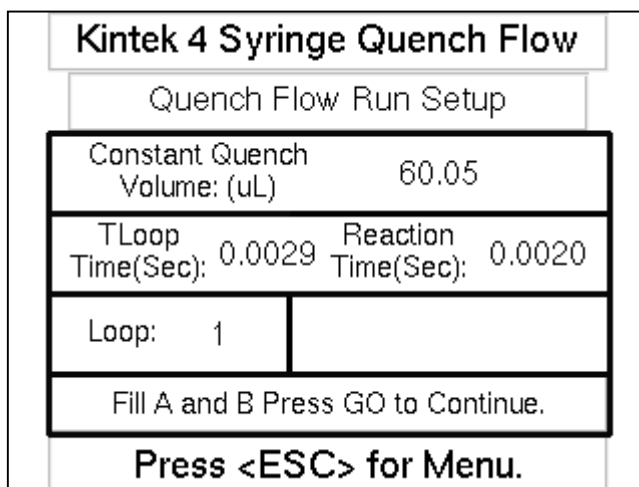 Kintek 4 Syringe Quench Flow
Quench Flow Run Setup
Constant Quench
Volume: (uL) 60.05
TLoop
Time(Sec): 0.0029 Reaction
Time(Sec): 0.0020
Loop: 1
Fill A and B Press GO to Continue.
Press <ESC> for Menu.